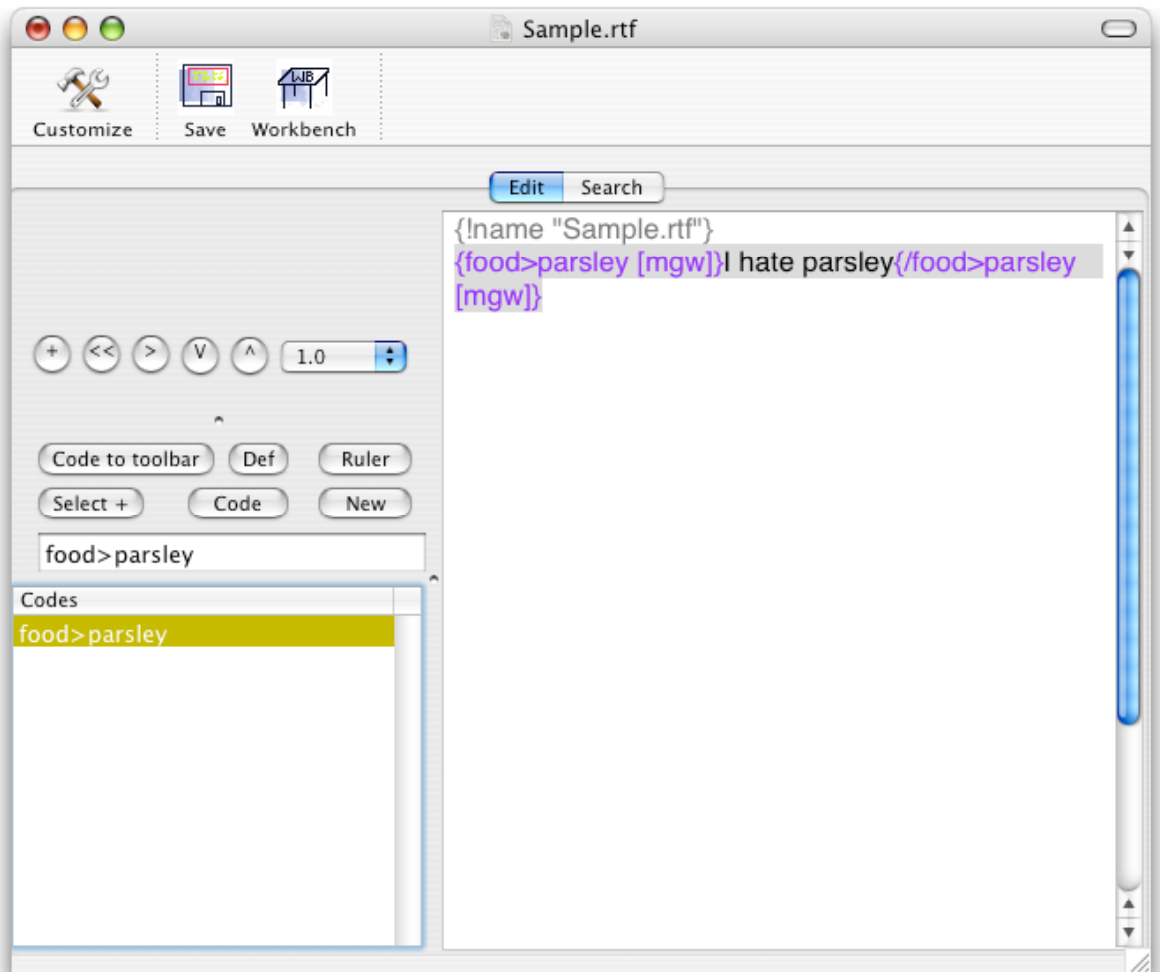 Sample.rtf
WB
Customize Save Workbench
Edit Search
{!name "Sample.rtf"}
{food>parsley [mgw]}I hate parsley{/food>parsley
[mgw]}
+ << > V ^ 1.0
Code to toolbar Def Ruler
Select + Code New
food>parsley
Codes
food>parsley